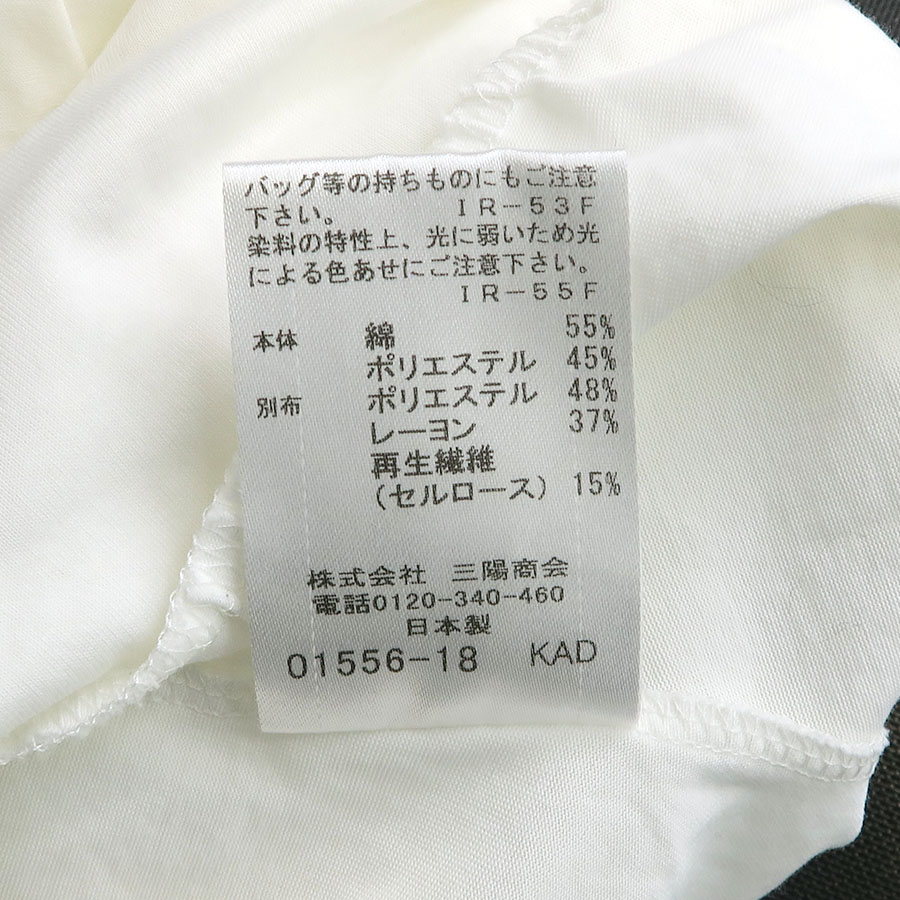 バッグ等の持ちものにもご注意
下さい。 ＩＲ－５３Ｆ
染料の特性上、光に弱いため光
による色あせにご注意下さい。
ＩＲ－５５Ｆ
本体 綿 55%
ポリエステル 45%
別布 ポリエステル 48%
レーヨン 37%
再生繊維
(セルロース) 15%
株式会社 三陽商会
電話0120-340-460
日本製
01556-18 KAD